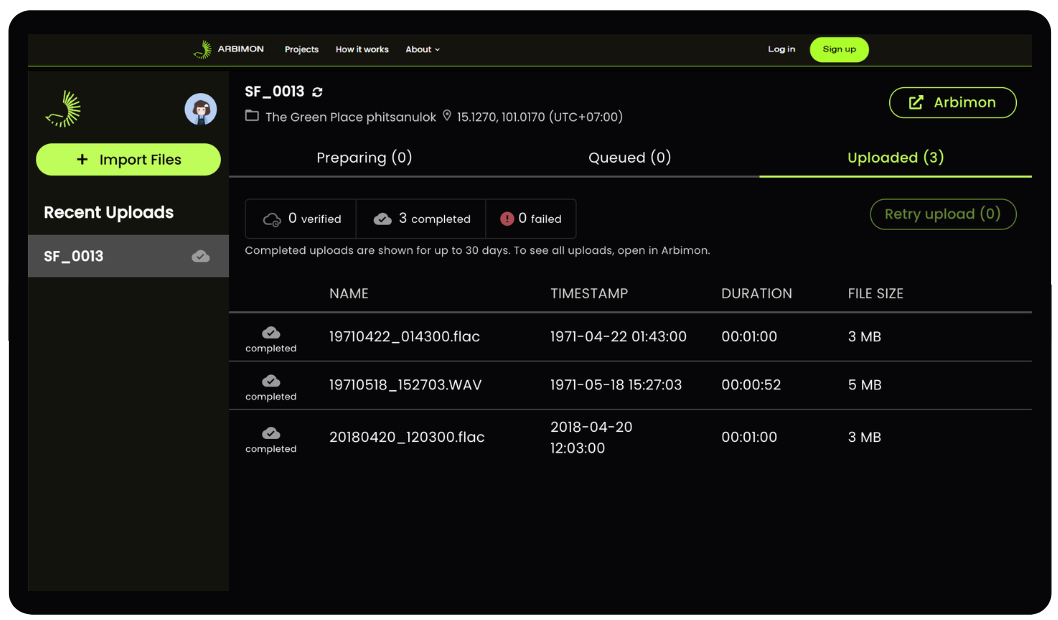 ARBIMON Projects How it works About Log in Sign up
SF_0013
The Green Place phitsanulok 15.1270, 101.0170 (UTC+07:00)
Arbimon
+ Import Files
Preparing (0) Queued (0) Uploaded (3)
Recent Uploads
SF_0013
0 verified 3 completed ! 0 failed
Retry upload (0)
Completed uploads are shown for up to 30 days. To see all uploads, open in Arbimon.
NAME TIMESTAMP DURATION FILE SIZE
completed 19710422_014300.flac 1971-04-22 01:43:00 00:01:00 3 MB
completed 19710518_152703.WAV 1971-05-18 15:27:03 00:00:52 5 MB
completed 20180420_120300.flac 2018-04-20
12:03:00 00:01:00 3 MB